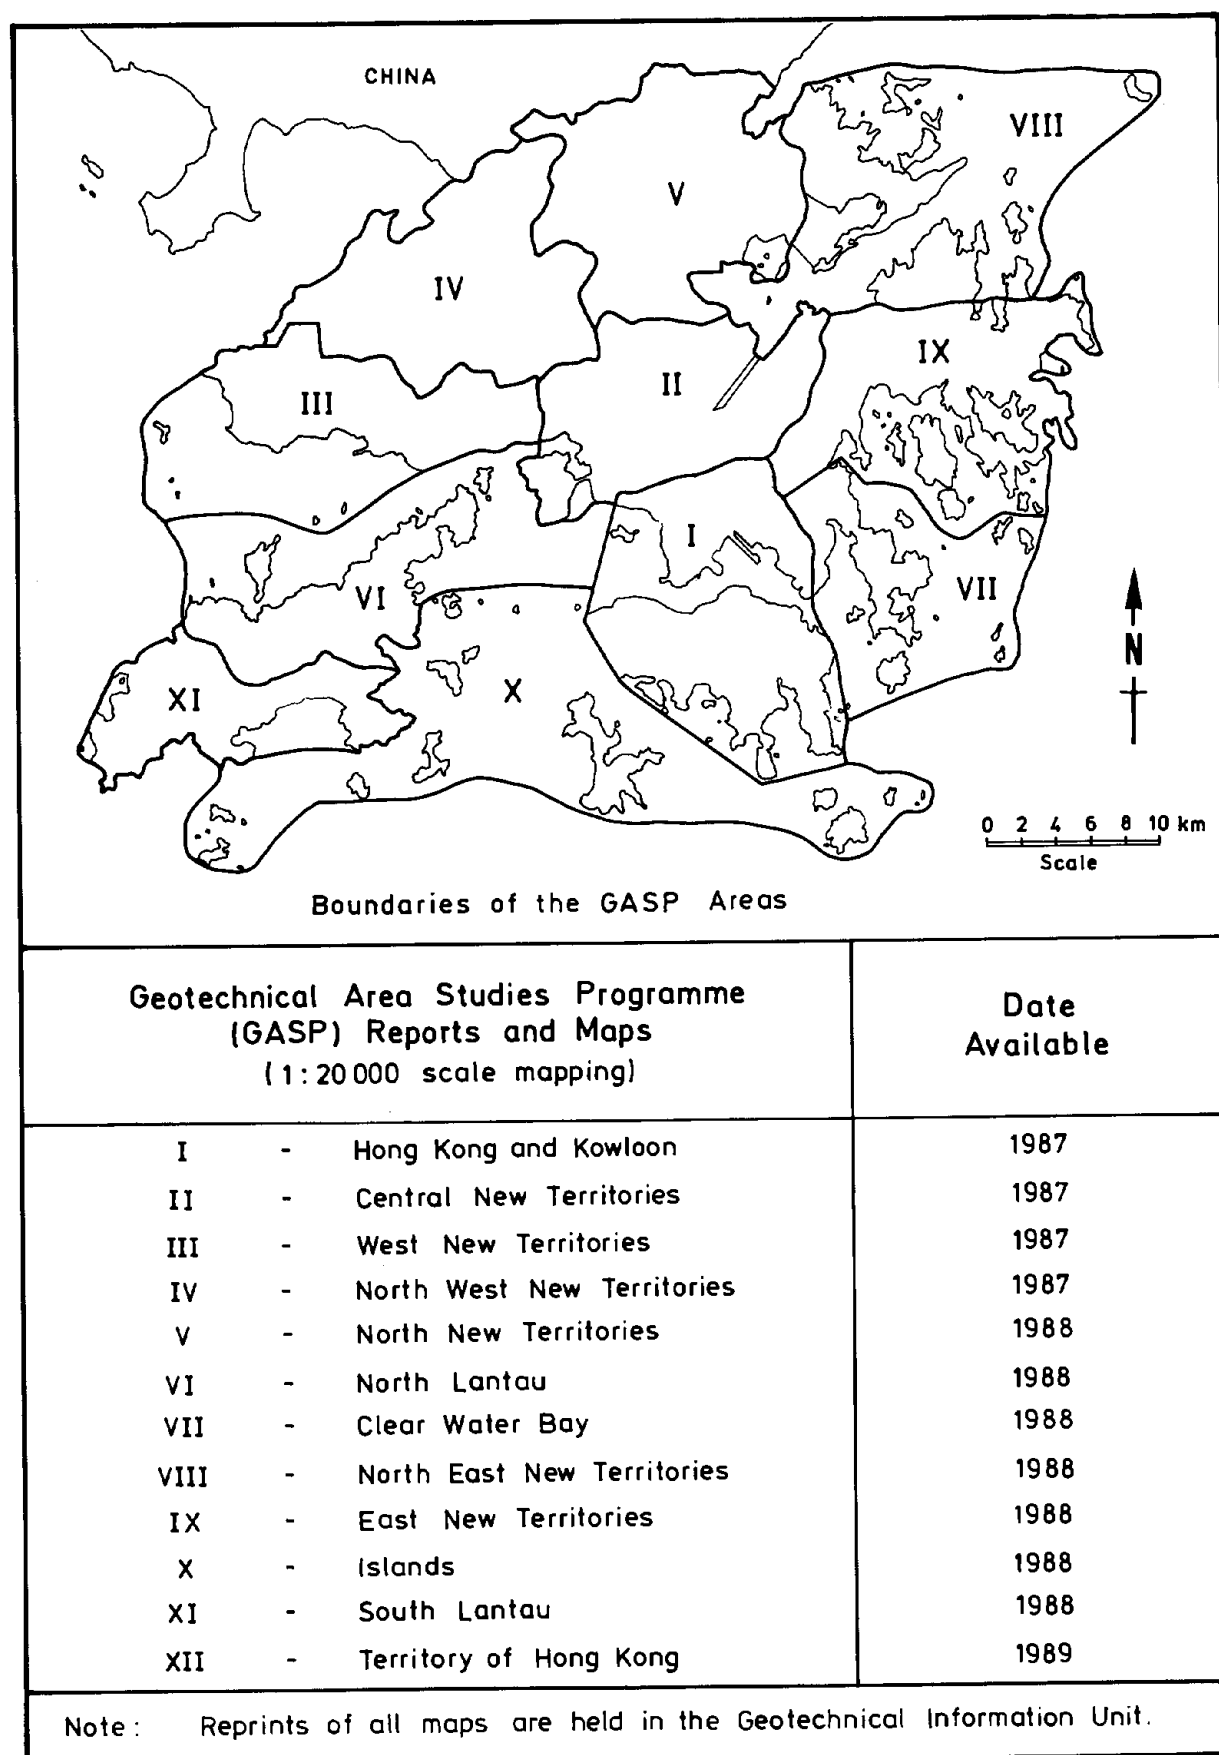 CHINA
VIII
V
IV
IX
II
III
I
VI
VII
XI
X
N
0 2 4 6 8 10 km
Scale
Boundaries of the GASP Areas
Geotechnical Area Studies Programme
(GASP) Reports and Maps
(1:20 000 scale mapping)
Date
Available
I - Hong Kong and Kowloon 1987
II - Central New Territories 1987
III - West New Territories 1987
IV - North West New Territories 1987
V - North New Territories 1988
VI - North Lantau 1988
VII - Clear Water Bay 1988
VIII - North East New Territories 1988
IX - East New Territories 1988
X - Islands 1988
XI - South Lantau 1988
XII - Territory of Hong Kong 1989
Note : Reprints of all maps are held in the Geotechnical Information Unit.